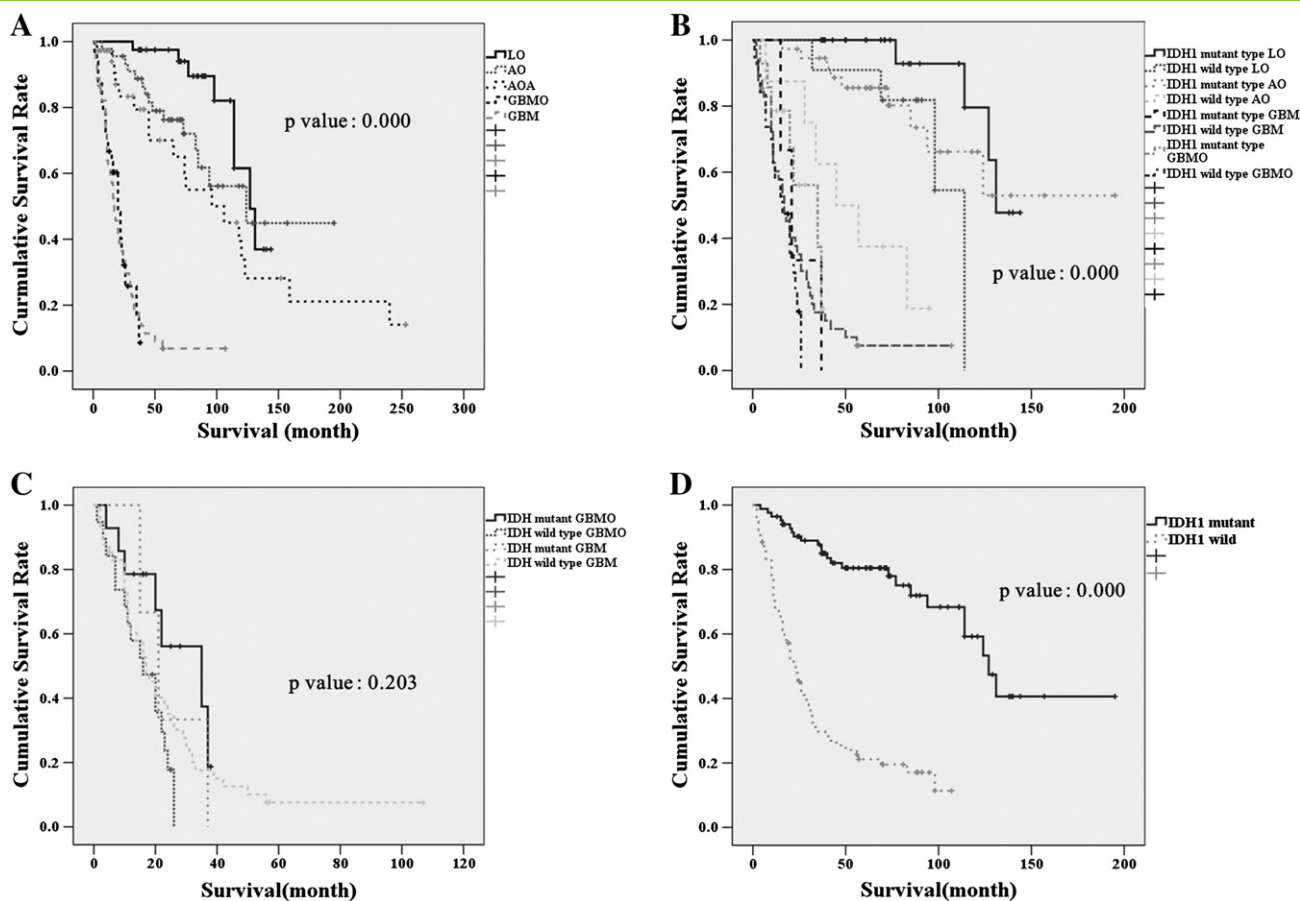 A
Curmulative Survival Rate
1.0
0.8
0.6
0.4
0.2
0.0
0 50 100 150 200 250 300
Survival (month)
p value : 0.000
LO
AO
AOA
GBMO
GBM
B
Cumulative Survival Rate
1.0
0.8
0.6
0.4
0.2
0.0
0 50 100 150 200
Survival(month)
p value : 0.000
IDH1 mutant type LO
IDH1 wild type LO
IDH1 mutant type AO
IDH1 wild type AO
IDH1 mutant type GBM
IDH1 wild type GBM
IDH1 mutant type
GBMO
IDH1 wild type GBMO
C
Cumulative Survival Rate
1.0
0.8
0.6
0.4
0.2
0.0
0 20 40 60 80 100 120
Survival(month)
p value : 0.203
IDH mutant GBMO
IDH wild type GBMO
IDH mutant GBM
IDH wild type GBM
D
Cumulative Survival Rate
1.0
0.8
0.6
0.4
0.2
0.0
0 50 100 150 200
Survival(month)
p value : 0.000
IDH1 mutant
IDH1 wild